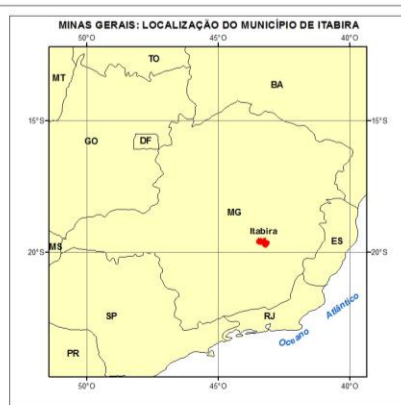 MINAS GERAIS: LOCALIZAÇÃO DO MUNICÍPIO DE ITABIRA
50°O 45°O 40°O
TO
MT
BA
15°S 15°S
GO
DF
MG
Itabira
ES
MS
20°S 20°S
SP
RJ
Oceano Atlântico
PR
50°O 45°O 40°O